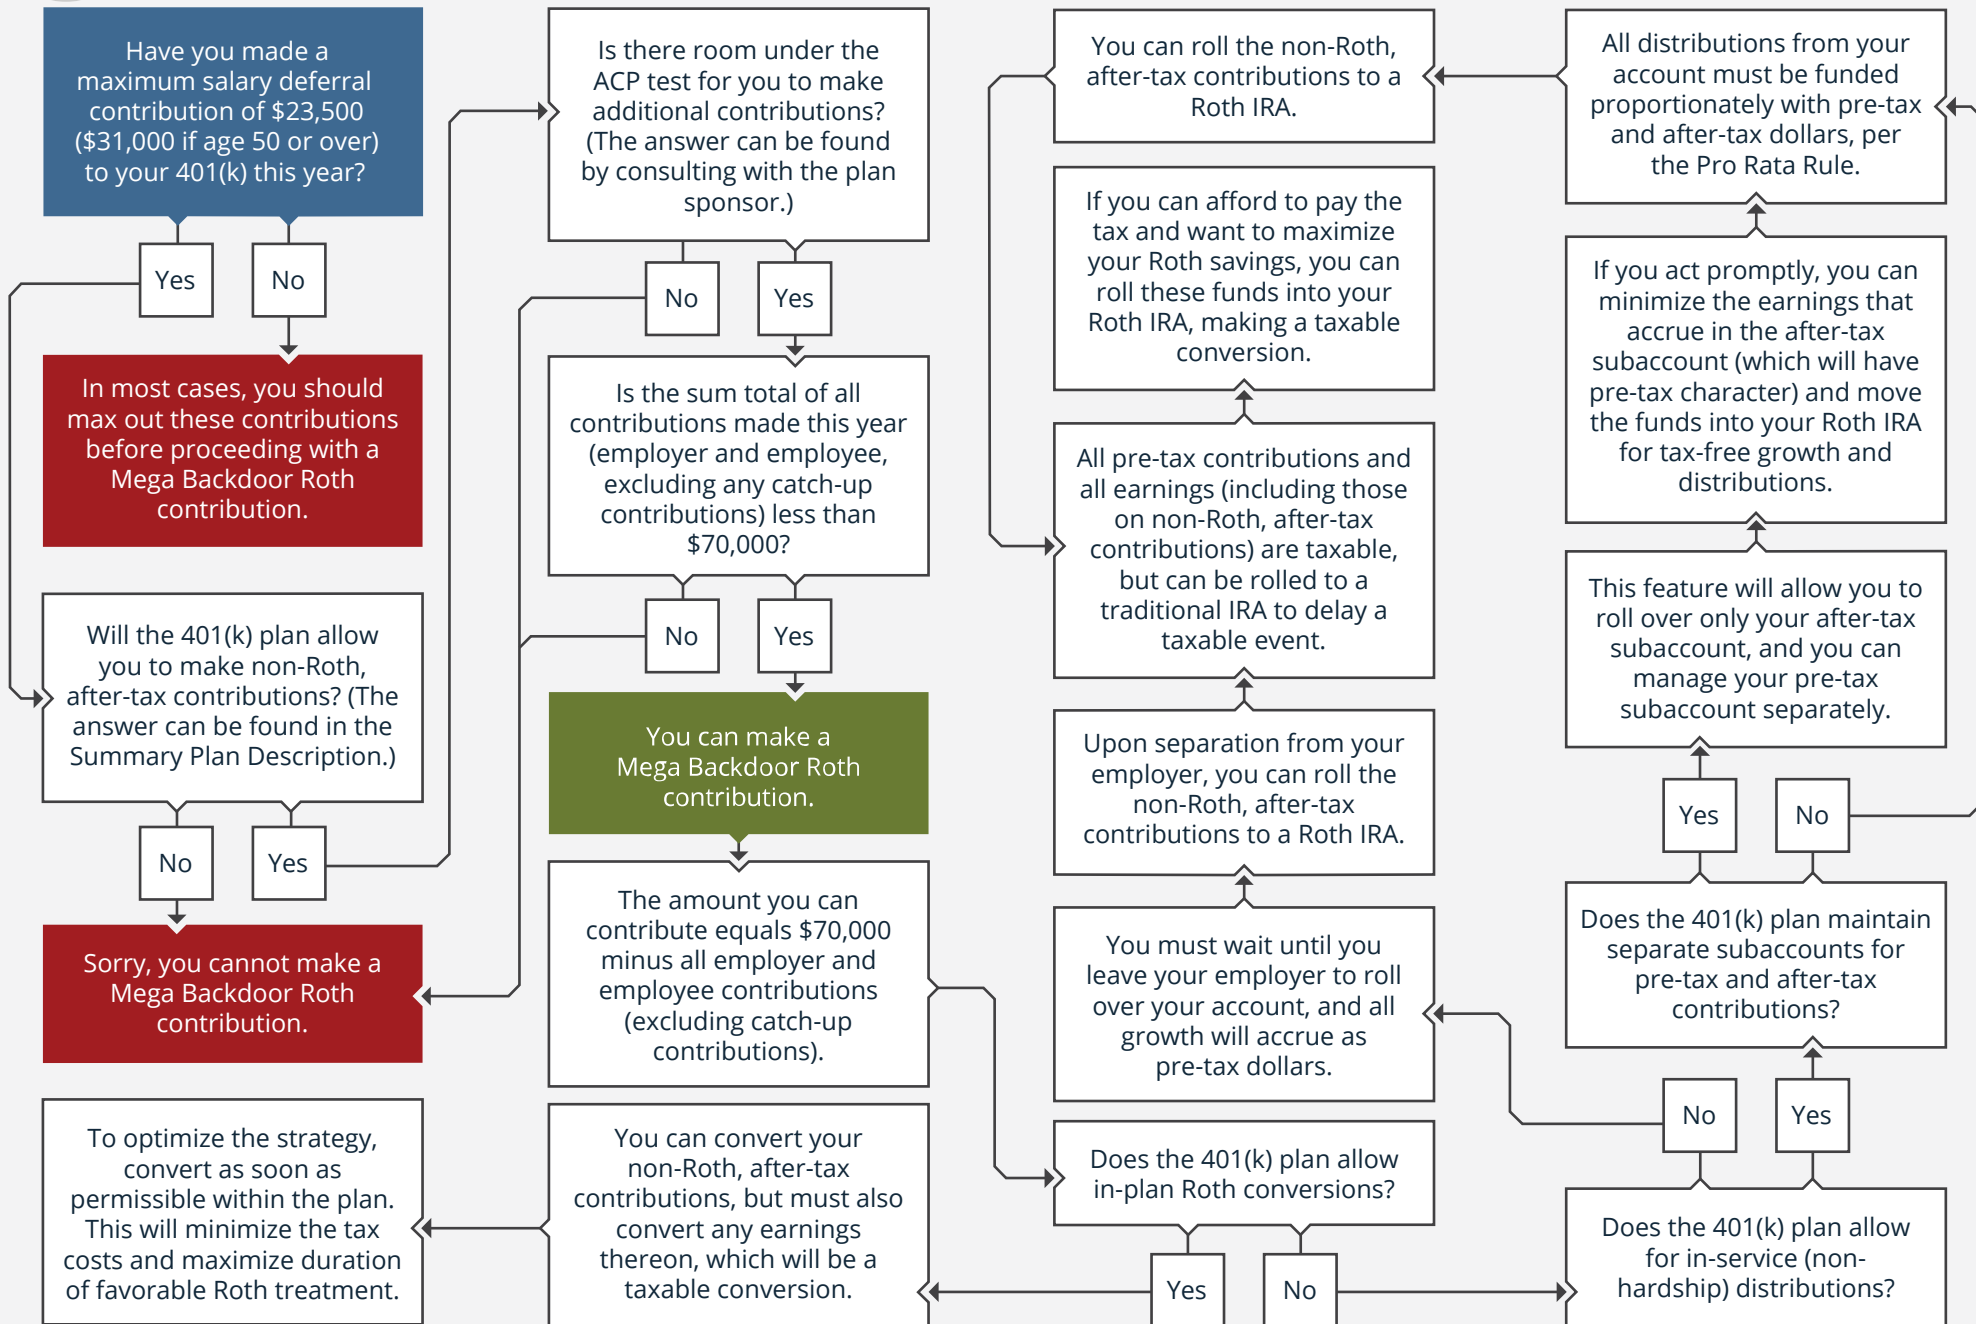 Have you made a
maximum salary deferral
contribution of $23,500
($31,000 if age 50 or over)
to your 401(k) this year?
Yes
No
In most cases, you should
max out these contributions
before proceeding with a
Mega Backdoor Roth
contribution.
Will the 401(k) plan allow
you to make non-Roth,
after-tax contributions? (The
answer can be found in the
Summary Plan Description.)
No
Yes
Sorry, you cannot make a
Mega Backdoor Roth
contribution.
Is there room under the
ACP test for you to make
additional contributions?
(The answer can be found
by consulting with the plan
sponsor.)
No
Yes
Is the sum total of all
contributions made this year
(employer and employee,
excluding any catch-up
contributions) less than
$70,000?
No
Yes
You can make a
Mega Backdoor Roth
contribution.
The amount you can
contribute equals $70,000
minus all employer and
employee contributions
(excluding catch-up
contributions).
Does the 401(k) plan allow
in-plan Roth conversions?
Yes
No
You can convert your
non-Roth, after-tax
contributions, but must also
convert any earnings
thereon, which will be a
taxable conversion.
To optimize the strategy,
convert as soon as
permissible within the plan.
This will minimize the tax
costs and maximize duration
of favorable Roth treatment.
Does the 401(k) plan allow
for in-service (non-
hardship) distributions?
No
Yes
You must wait until you
leave your employer to roll
over your account, and all
growth will accrue as
pre-tax dollars.
Upon separation from your
employer, you can roll the
non-Roth, after-tax
contributions to a Roth IRA.
Does the 401(k) plan maintain
separate subaccounts for
pre-tax and after-tax
contributions?
Yes
No
This feature will allow you to
roll over only your after-tax
subaccount, and you can
manage your pre-tax
subaccount separately.
If you act promptly, you can
minimize the earnings that
accrue in the after-tax
subaccount (which will have
pre-tax character) and move
the funds into your Roth IRA
for tax-free growth and
distributions.
All distributions from your
account must be funded
proportionately with pre-tax
and after-tax dollars, per
the Pro Rata Rule.
You can roll the non-Roth,
after-tax contributions to a
Roth IRA.
All pre-tax contributions and
all earnings (including those
on non-Roth, after-tax
contributions) are taxable,
but can be rolled to a
traditional IRA to delay a
taxable event.
If you can afford to pay the
tax and want to maximize
your Roth savings, you can
roll these funds into your
Roth IRA, making a taxable
conversion.